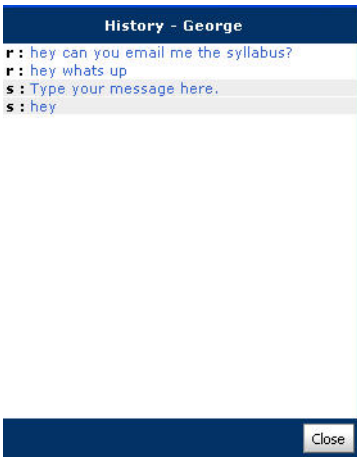 History - George
r : hey can you email me the syllabus?
r : hey whats up
s : Type your message here.
s : hey
Close